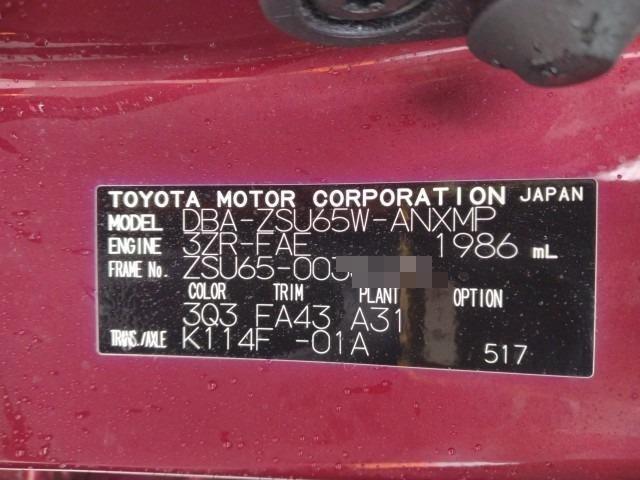 TOYOTA MOTOR CORPORATION JAPAN
MODEL DBA-ZSU65W-ANXMP
ENGINE 3ZR-FAE 1986 mL
FRAME No. ZSU65-003
COLOR TRIM PLANT OPTION
3Q3 FA43 A31
TRANS./AXLE K114F -01A
517